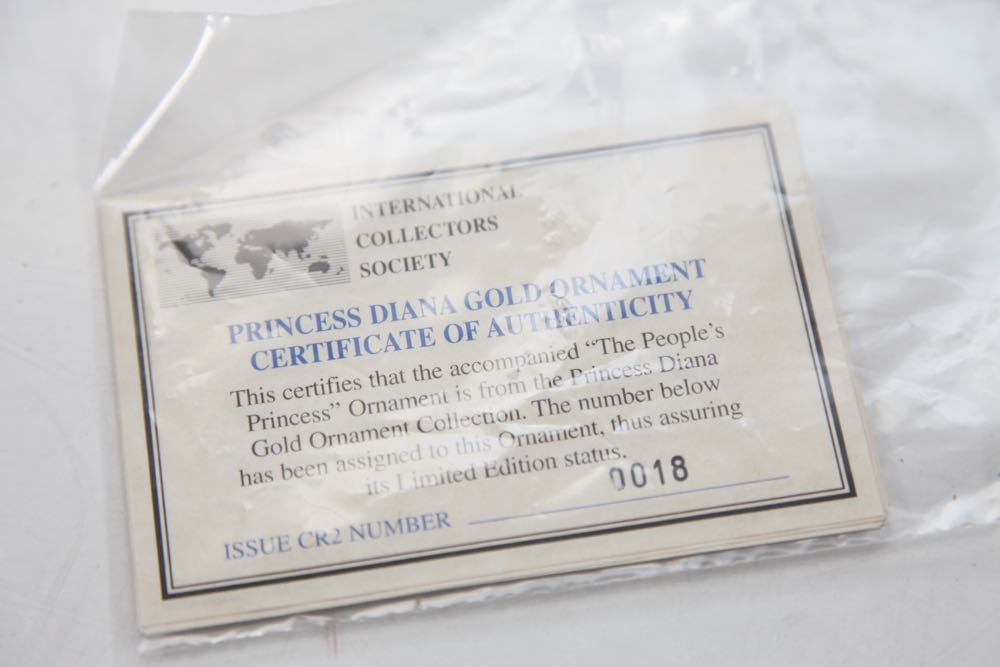 INTERNATIONAL
COLLECTORS
SOCIETY
PRINCESS DIANA GOLD ORNAMENT
CERTIFICATE OF AUTHENTICITY
This certifies that the accompanied “The People’s
Princess” Ornament is from the Princess Diana
Gold Ornament Collection. The number below
has been assigned to this Ornament, thus assuring
its Limited Edition status.
0018
ISSUE CR2 NUMBER